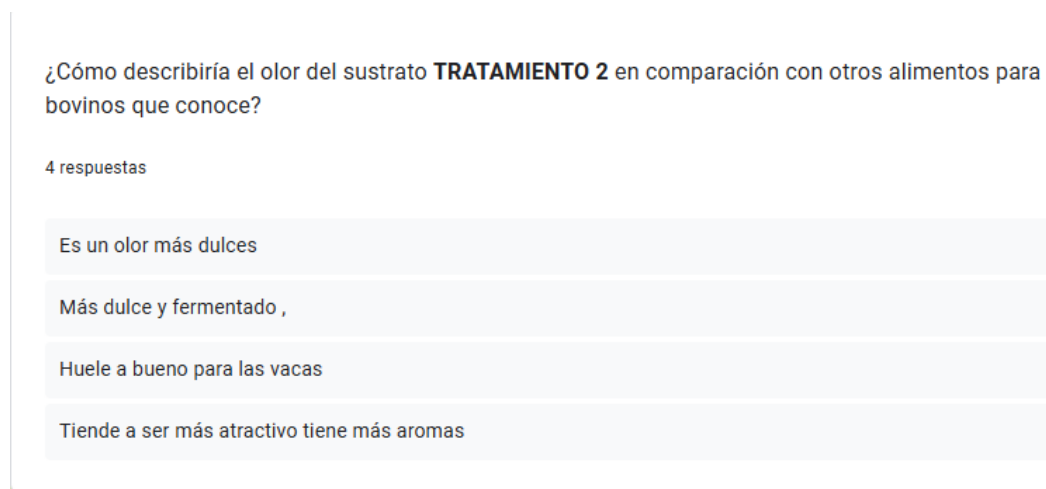 ¿Cómo describiría el olor del sustrato TRATAMIENTO 2 en comparación con otros alimentos para
bovinos que conoce?
4 respuestas
Es un olor más dulces
Más dulce y fermentado ,
Huele a bueno para las vacas
Tiende a ser más atractivo tiene más aromas